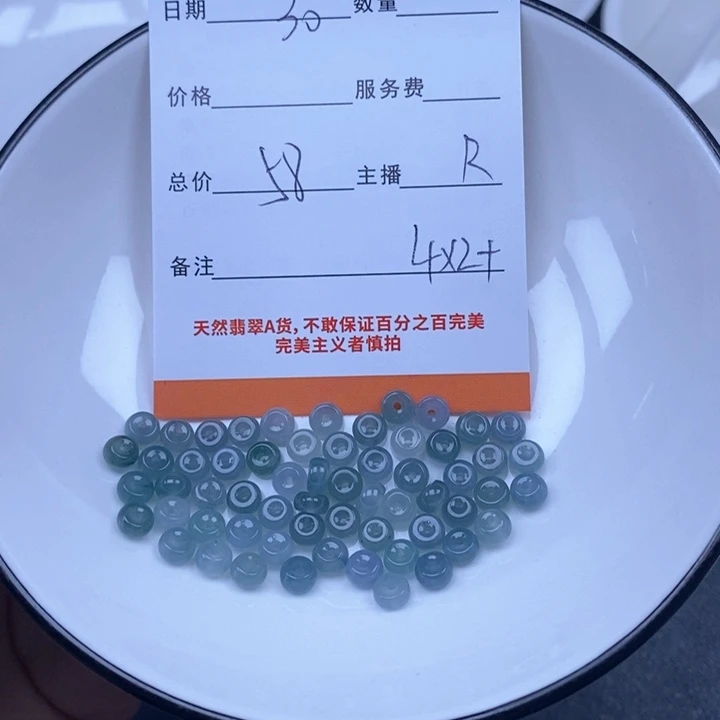 日期 30 数量
价格 服务费
总价 58 主播 R
备注 4x2+
天然翡翠A货,不敢保证百分之百完美
完美主义者慎拍